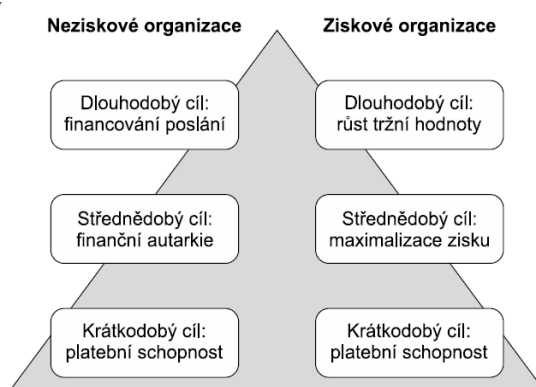 Neziskové organizace
Ziskové organizace
Dlouhodobý cíl:
financování poslání
Dlouhodobý cíl:
růst tržní hodnoty
Střednědobý cíl:
finanční autarkie
Střednědobý cíl:
maximalizace zisku
Krátkodobý cíl:
platební schopnost
Krátkodobý cíl:
platební schopnost